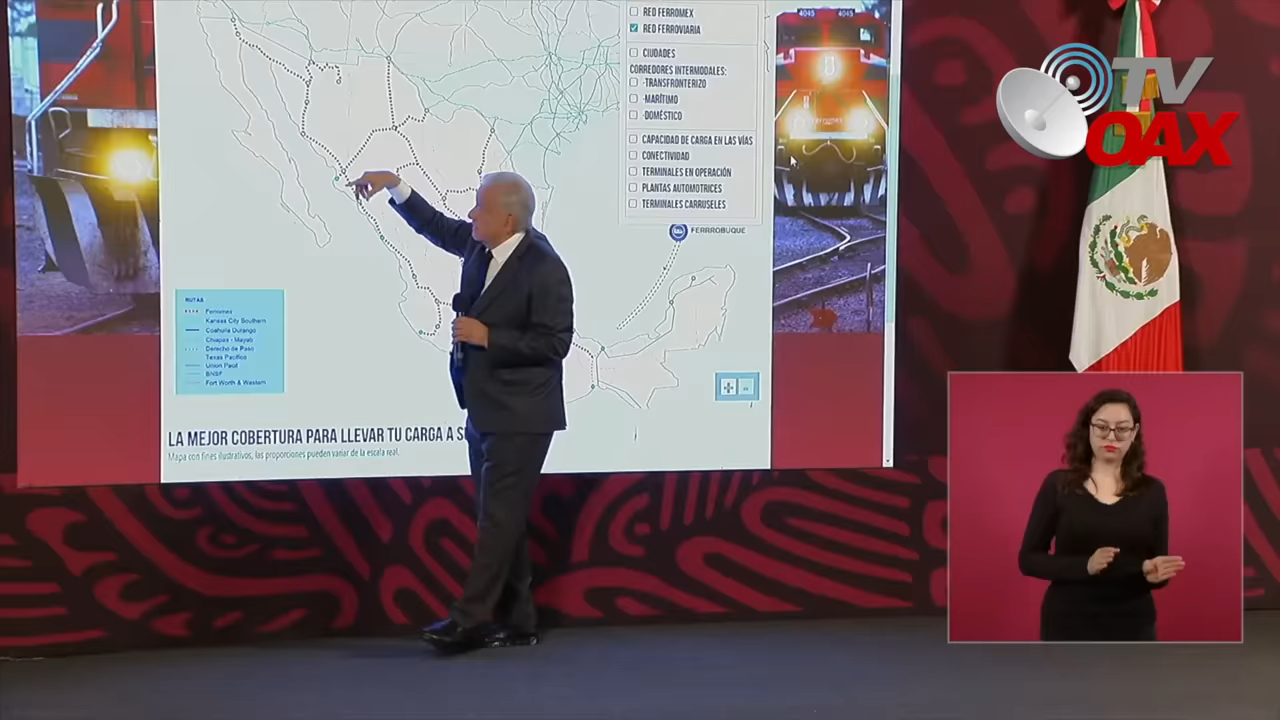 RED FERROMEX
RED FERROVIARIA
CIUDADES
CORREDORES INTERMODALES:
-TRANSFRONTERIZO
-MARÍTIMO
-DOMÉSTICO
CAPACIDAD DE CARGA EN LAS VÍAS
CONECTIVIDAD
TERMINALES EN OPERACIÓN
PLANTAS AUTOMOTRICES
TERMINALES CARRUSELES
FERRROBUQUE
4045 4045
TV
OAX
RUTAS
Ferromex
Kansas City Southern
Coahuila Durango
Chiapas - Mayab
Derecho de Paso
Texas Pacifico
Union Pacif
BNSF
Fort Worth & Western
LA MEJOR COBERTURA PARA LLEVAR TU CARGA A
Mapa con fines ilustrativos, las proporciones pueden variar de la escala real.